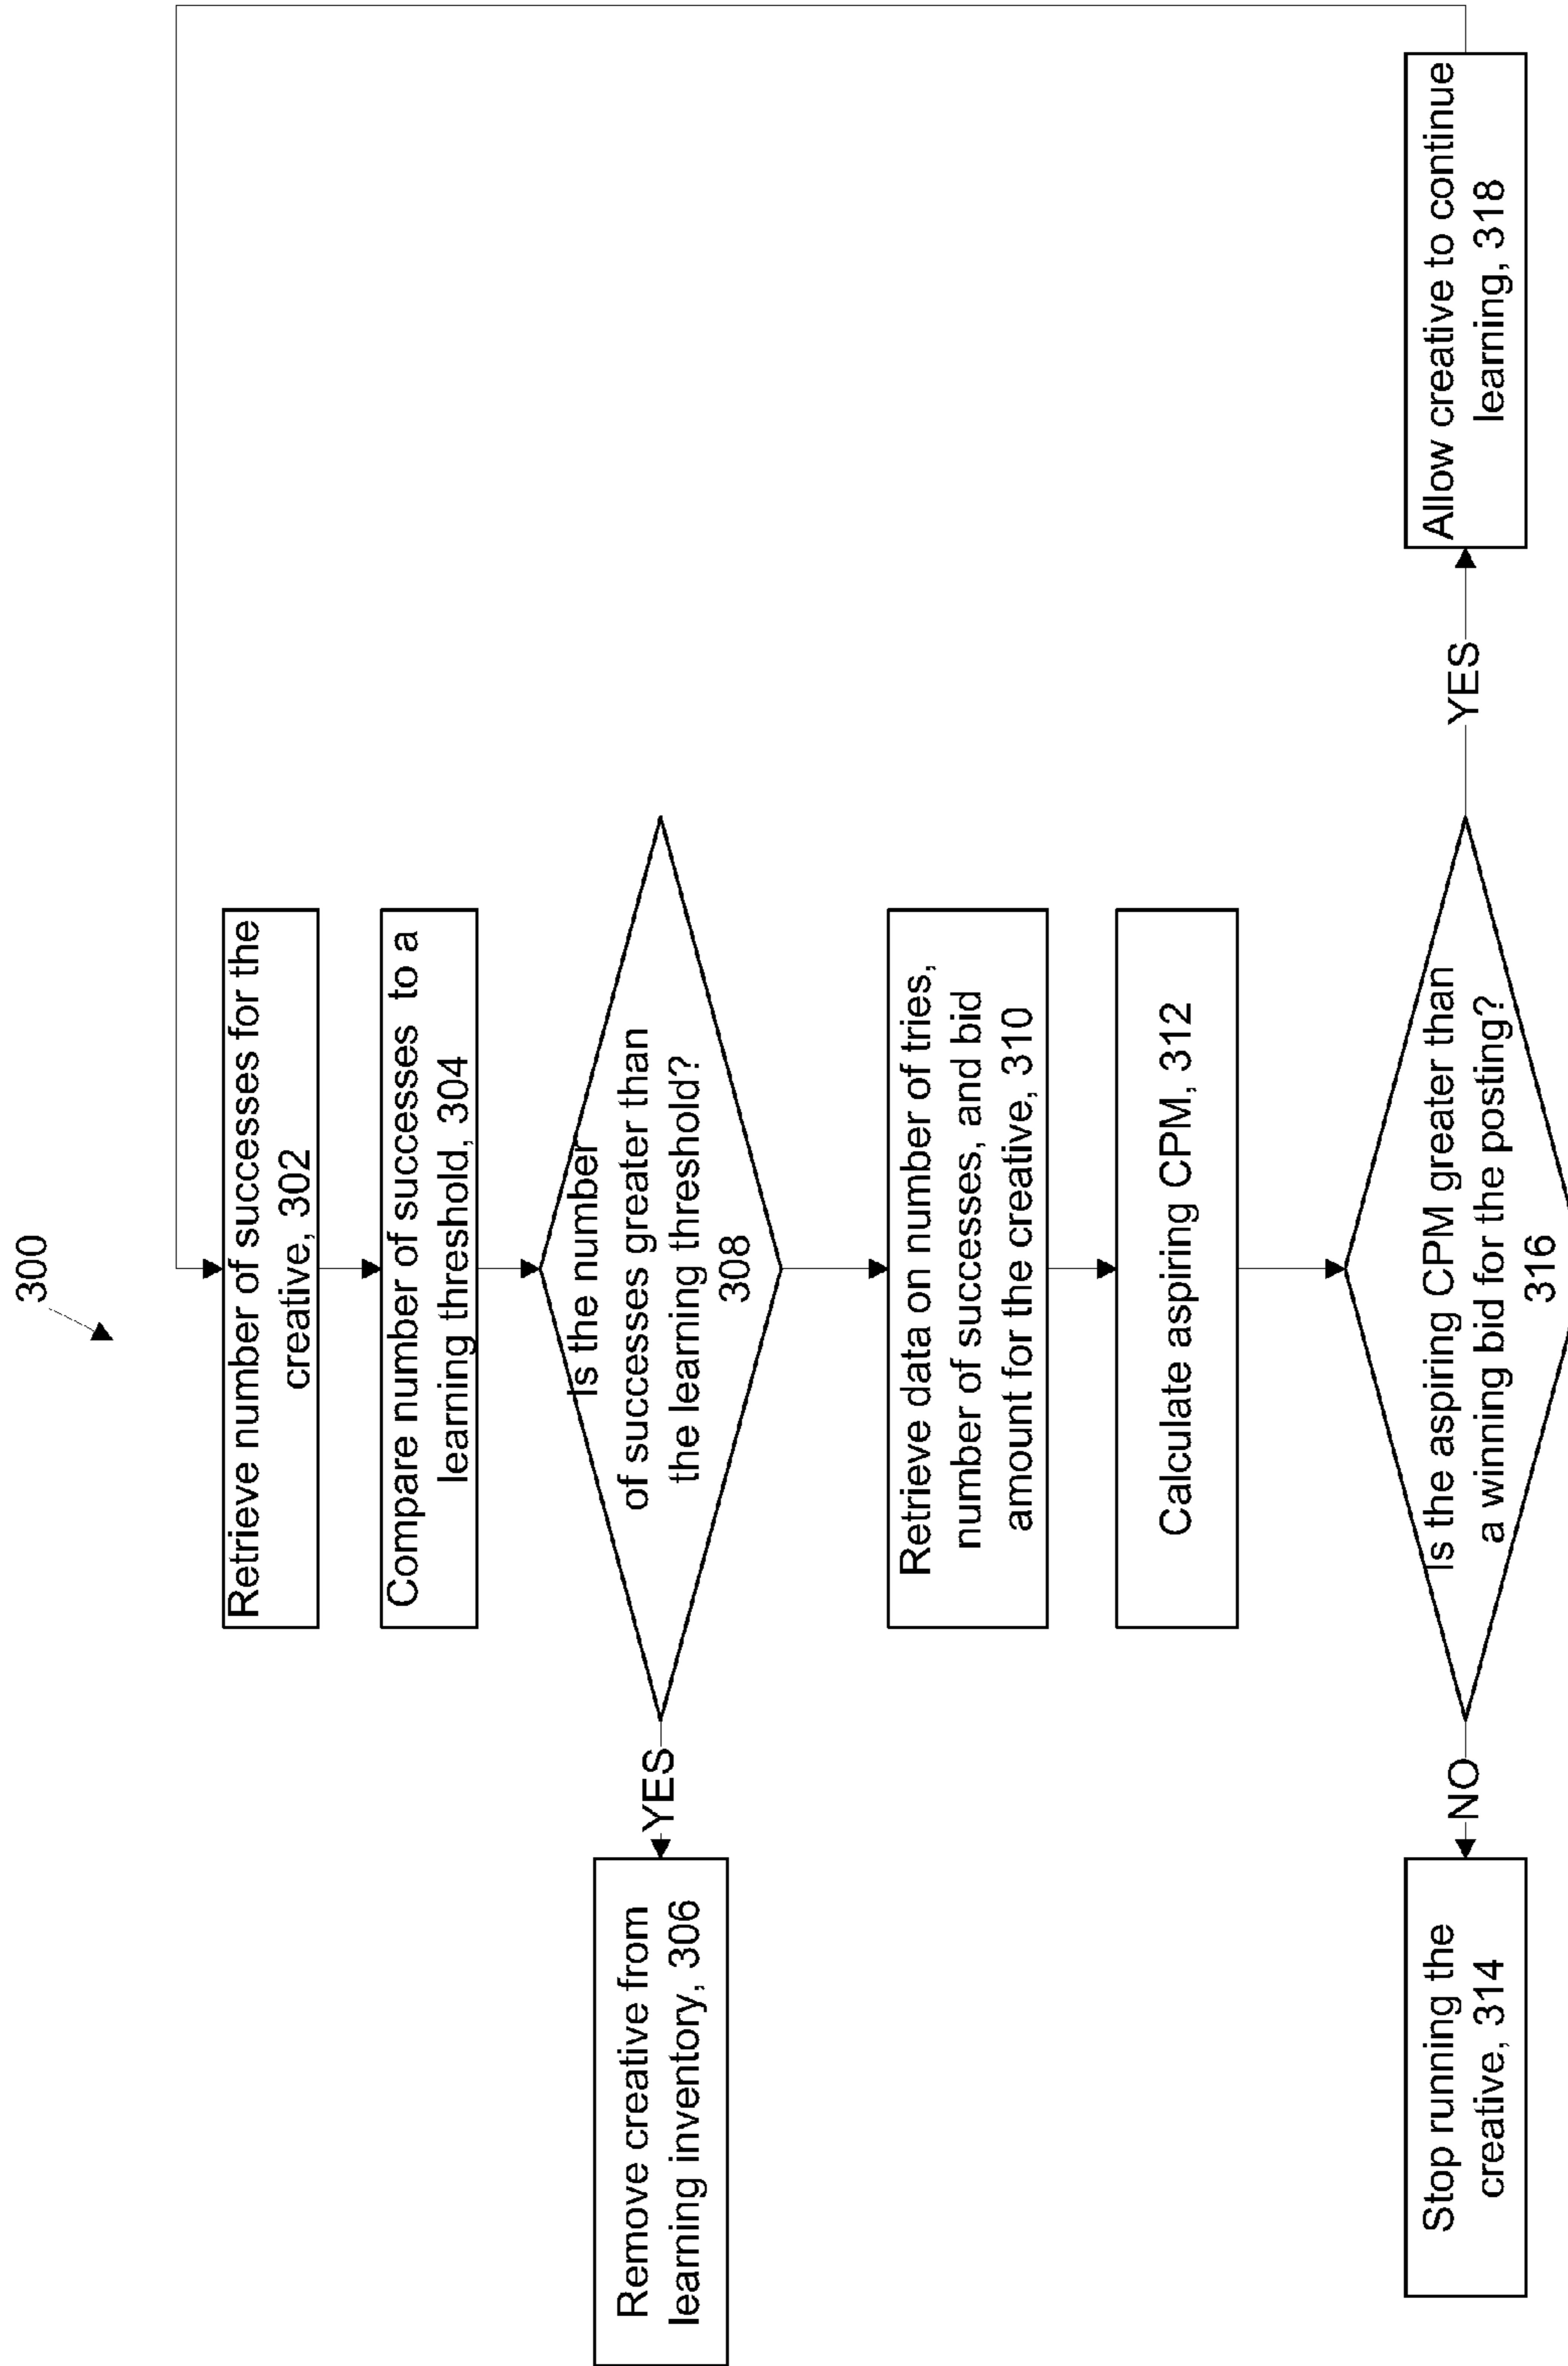 300
Retrieve number of successes for the
creative, 302
Compare number of successes to a
learning threshold, 304
Is the number
of successes greater than
the learning threshold?
308
YES
Remove creative from
learning inventory, 306
Retrieve data on number of tries,
number of successes, and bid
amount for the creative, 310
Calculate aspiring CPM, 312
Is the aspiring CPM greater than
a winning bid for the posting?
316
NO
Stop running the
creative, 314
YES
Allow creative to continue
learning, 318